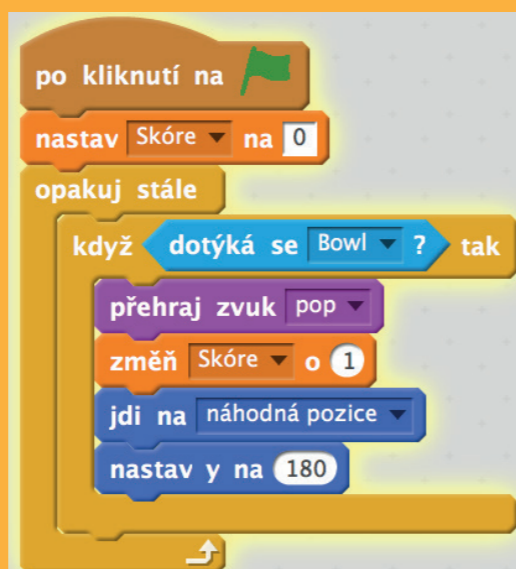 po kliknutí na
nastav Skóre na 0
opakuj stále
když dotýká se Bowl ? tak
přehraj zvuk pop
změň Skóre o 1
jdi na náhodná pozice
nastav y na 180